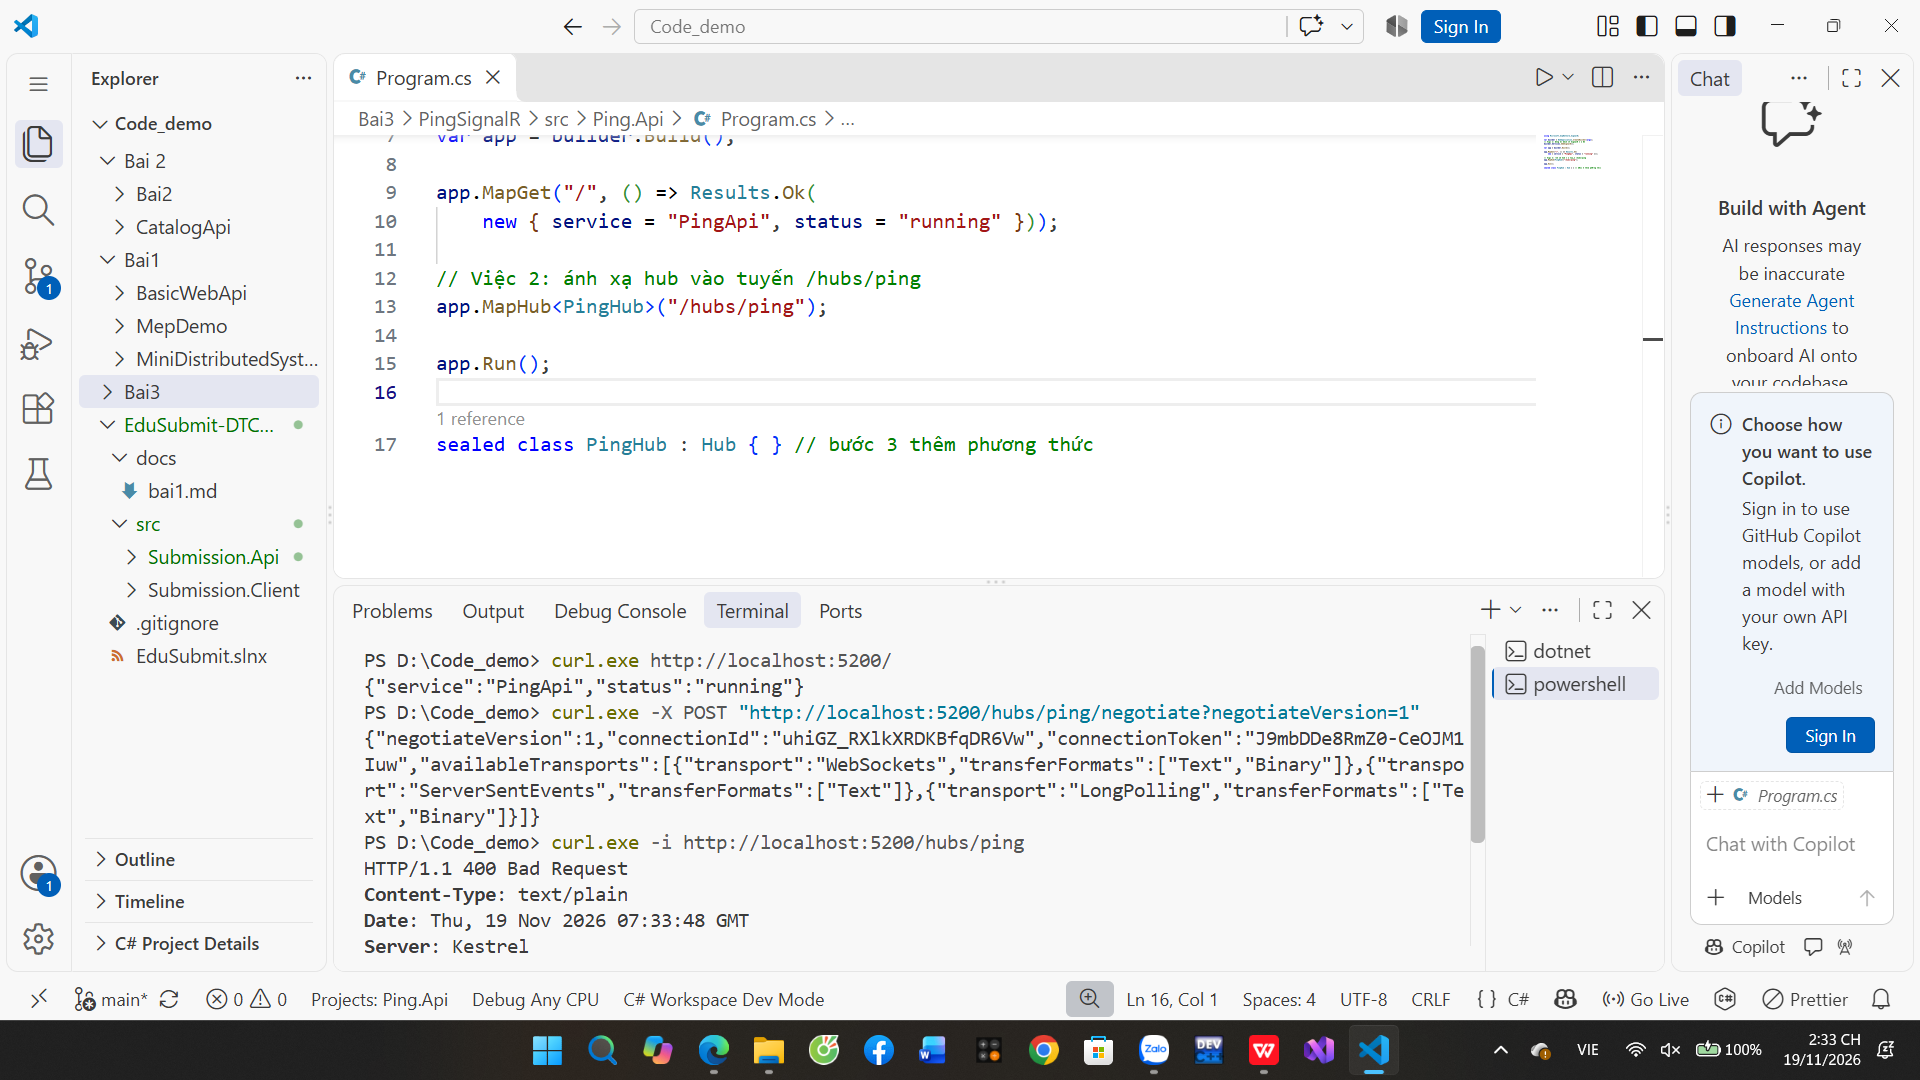 Code_demo
Sign In
Explorer
Code_demo
Bai 2
Bai2
CatalogApi
Bai1
BasicWebApi
MepDemo
MiniDistributedSyst...
Bai3
EduSubmit-DTC...
docs
bai1.md
src
Submission.Api
Submission.Client
.gitignore
EduSubmit.slnx
Outline
Timeline
C# Project Details
1
1
C# Program.cs
Bai3 > PingSignalR > src > Ping.Api > C# Program.cs > ...
7 var app = builder.Build();
8
9 app.MapGet("/", () => Results.Ok(
10 new { service = "PingApi", status = "running" }));
11
12 // Việc 2: ánh xạ hub vào tuyến /hubs/ping
13 app.MapHub<PingHub>("/hubs/ping");
14
15 app.Run();
16
1 reference
17 sealed class PingHub : Hub { } // bước 3 thêm phương thức
Problems Output Debug Console Terminal Ports
PS D:\Code_demo> curl.exe http://localhost:5200/
{"service":"PingApi","status":"running"}
PS D:\Code_demo> curl.exe -X POST "http://localhost:5200/hubs/ping/negotiate?negotiateVersion=1"
{"negotiateVersion":1,"connectionId":"uhiGZ_RXlkXRDKBfqDR6Vw","connectionToken":"J9mbDDe8RmZ0-CeOJM1
Iuw","availableTransports":[{"transport":"WebSockets","transferFormats":["Text","Binary"]},{"transpo
rt":"ServerSentEvents","transferFormats":["Text"]},{"transport":"LongPolling","transferFormats":["Te
xt","Binary"]}]}
PS D:\Code_demo> curl.exe -i http://localhost:5200/hubs/ping
HTTP/1.1 400 Bad Request
Content-Type: text/plain
Date: Thu, 19 Nov 2026 07:33:48 GMT
Server: Kestrel
dotnet
powershell
Chat
Build with Agent
AI responses may
be inaccurate
Generate Agent
Instructions to
onboard AI onto
your codebase.
Choose how
you want to use
Copilot.
Sign in to use
GitHub Copilot
models, or add
a model with
your own API
key.
Add Models
Sign In
C# Program.cs
Chat with Copilot
Models
Copilot
main* 0 0 Projects: Ping.Api Debug Any CPU C# Workspace Dev Mode Ln 16, Col 1 Spaces: 4 UTF-8 CRLF { } C# Go Live Prettier
Zalo
DEV
VIE
100%
2:33 CH
19/11/2026